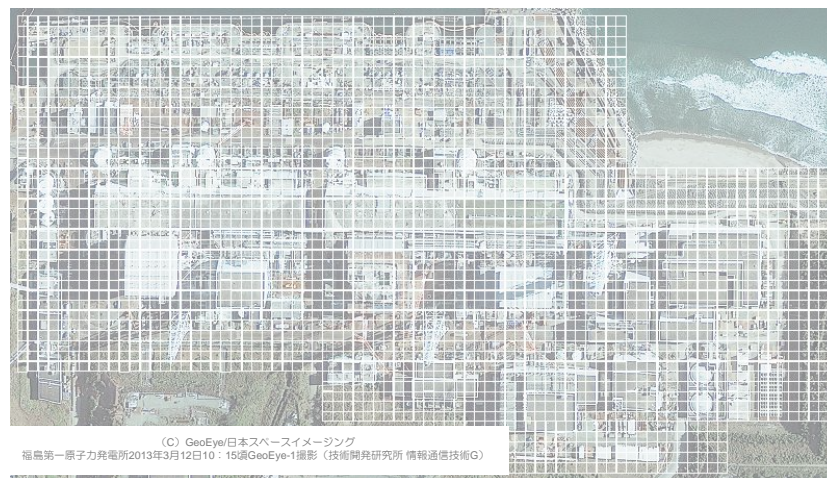 （C）GeoEye/日本スペースイメージング
福島第一原子力発電所2013年3月12日10：15頃GeoEye-1撮影（技術開発研究所 情報通信技術G）